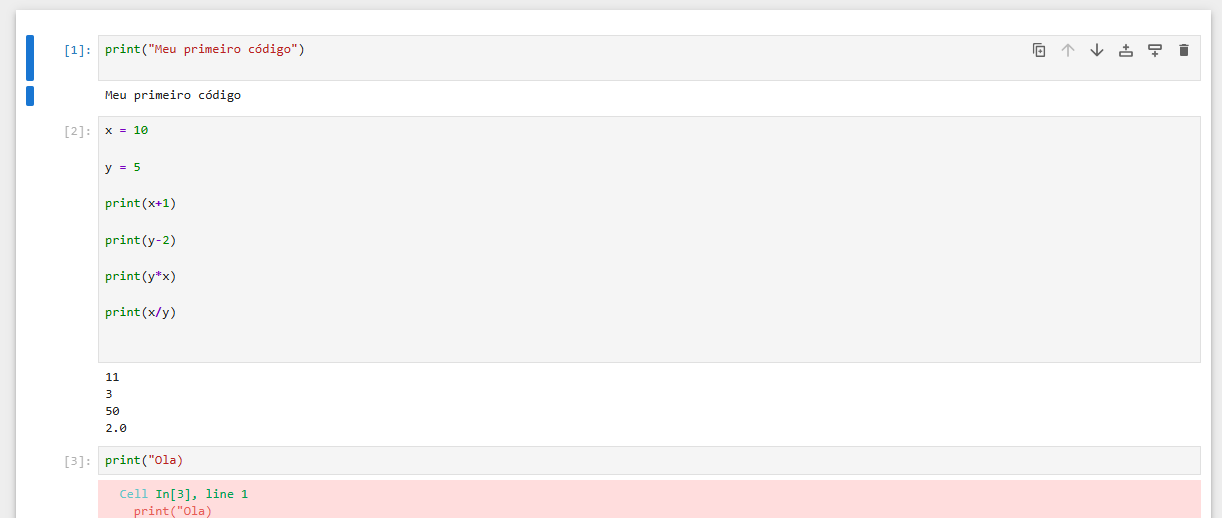 [1]: print("Meu primeiro código")
Meu primeiro código
[2]: x = 10
y = 5
print(x+1)
print(y-2)
print(y*x)
print(x/y)
11
3
50
2.0
[3]: print("Ola)
Cell In[3], line 1
print("Ola)